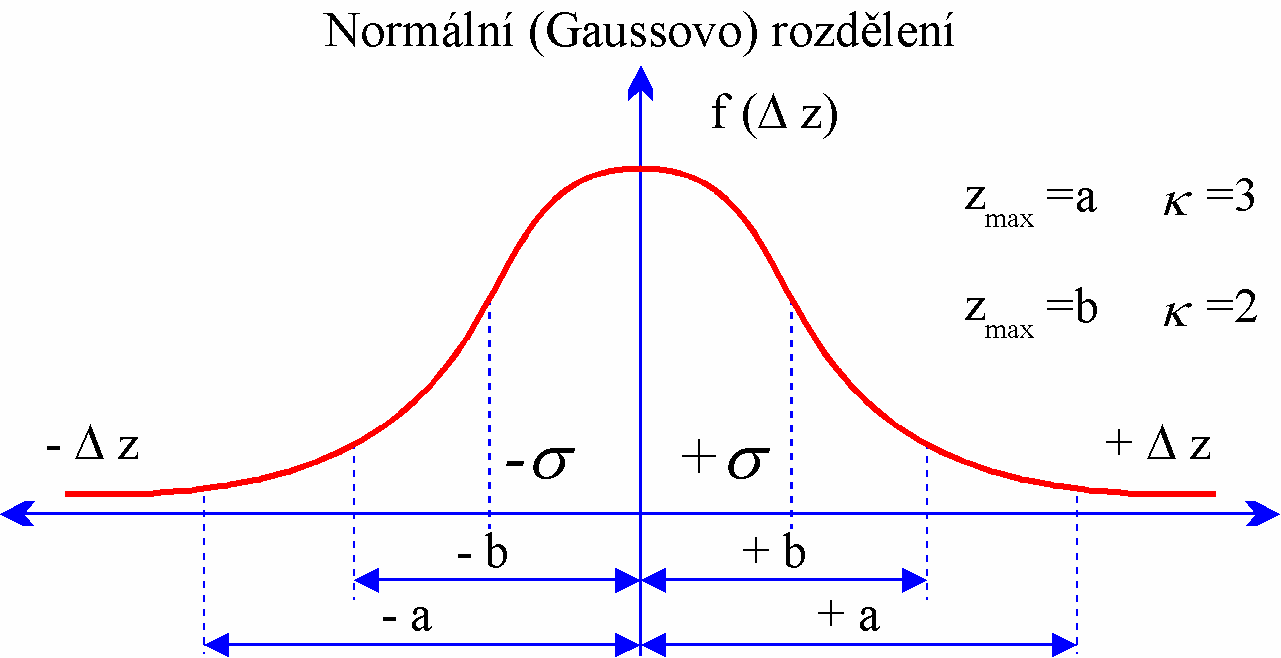 Normální (Gaussovo) rozdělení
f (Δ z)
z_max =a κ =3
z_max =b κ =2
- Δ z
+ Δ z
-σ
+σ
- b
+ b
- a
+ a